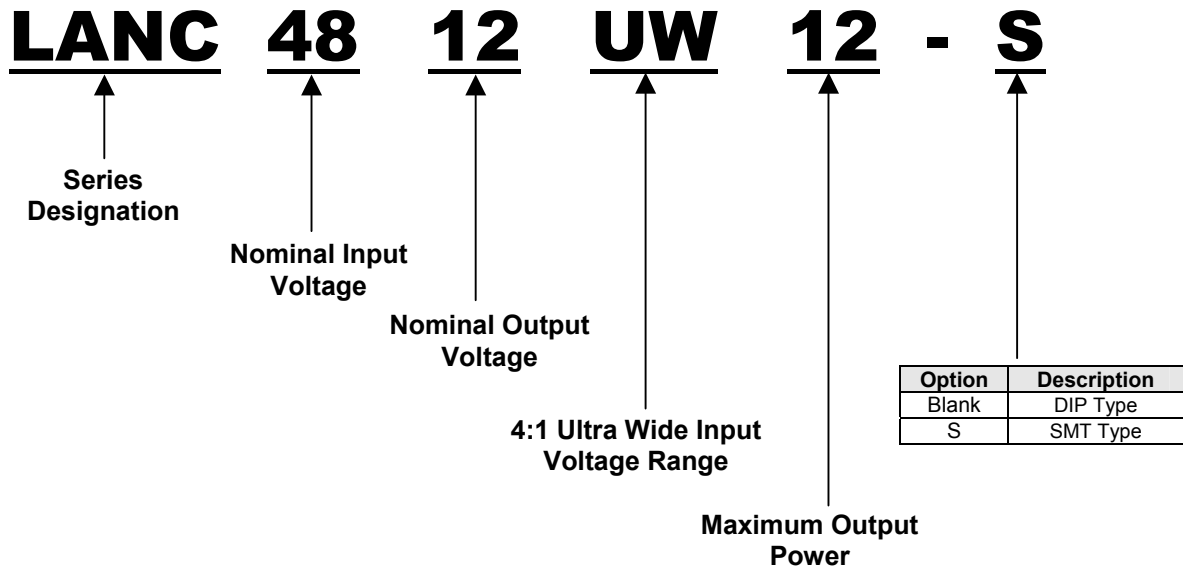 LANC 48 12 UW 12 - S
Series
Designation
Nominal Input
Voltage
Nominal Output
Voltage
4:1 Ultra Wide Input
Voltage Range
Maximum Output
Power
Option Description
Blank DIP Type
S SMT Type